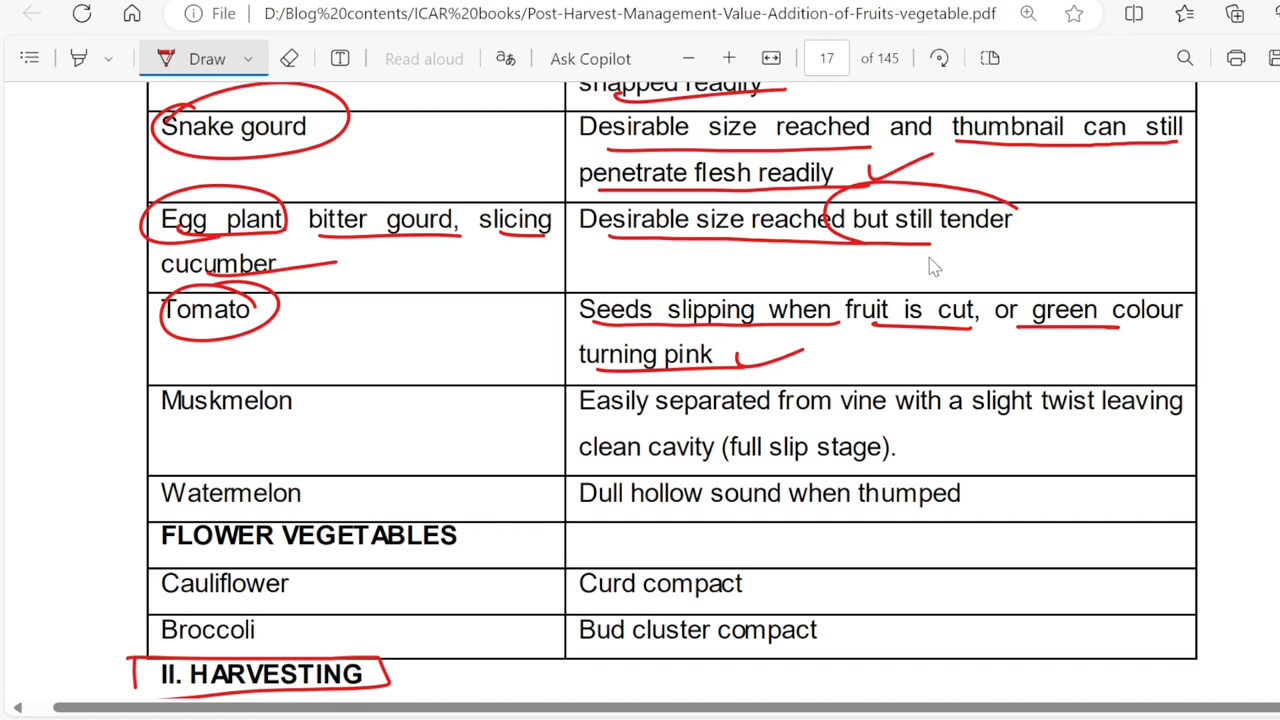 File
D:/Blog%20contents/ICAR%20books/Post-Harvest-Management-Value-Addition-of-Fruits-vegetable.pdf
Draw
Read aloud
aあ
Ask Copilot
17 of 145
snapped readily
Snake gourd
Desirable size reached and thumbnail can still
penetrate flesh readily
Egg plant bitter gourd, slicing
cucumber
Desirable size reached but still tender
Tomato
Seeds slipping when fruit is cut, or green colour
turning pink
Muskmelon
Easily separated from vine with a slight twist leaving
clean cavity (full slip stage).
Watermelon
Dull hollow sound when thumped
FLOWER VEGETABLES
Cauliflower
Curd compact
Broccoli
Bud cluster compact
II. HARVESTING